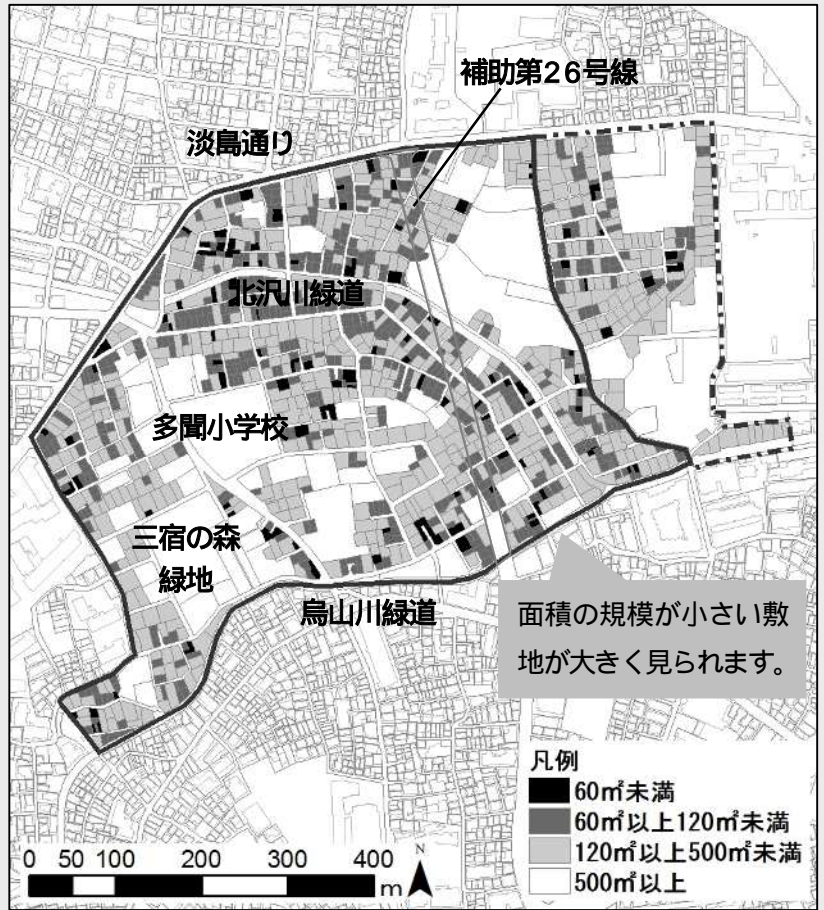 補助第26号線
淡島通り
北沢川緑道
多聞小学校
三宿の森
緑地
烏山川緑道
面積の規模が小さい敷
地が大きく見られます。
凡例
60㎡未満
60㎡以上120㎡未満
120㎡以上500㎡未満
500㎡以上
0 50 100 200 300 400
m
N